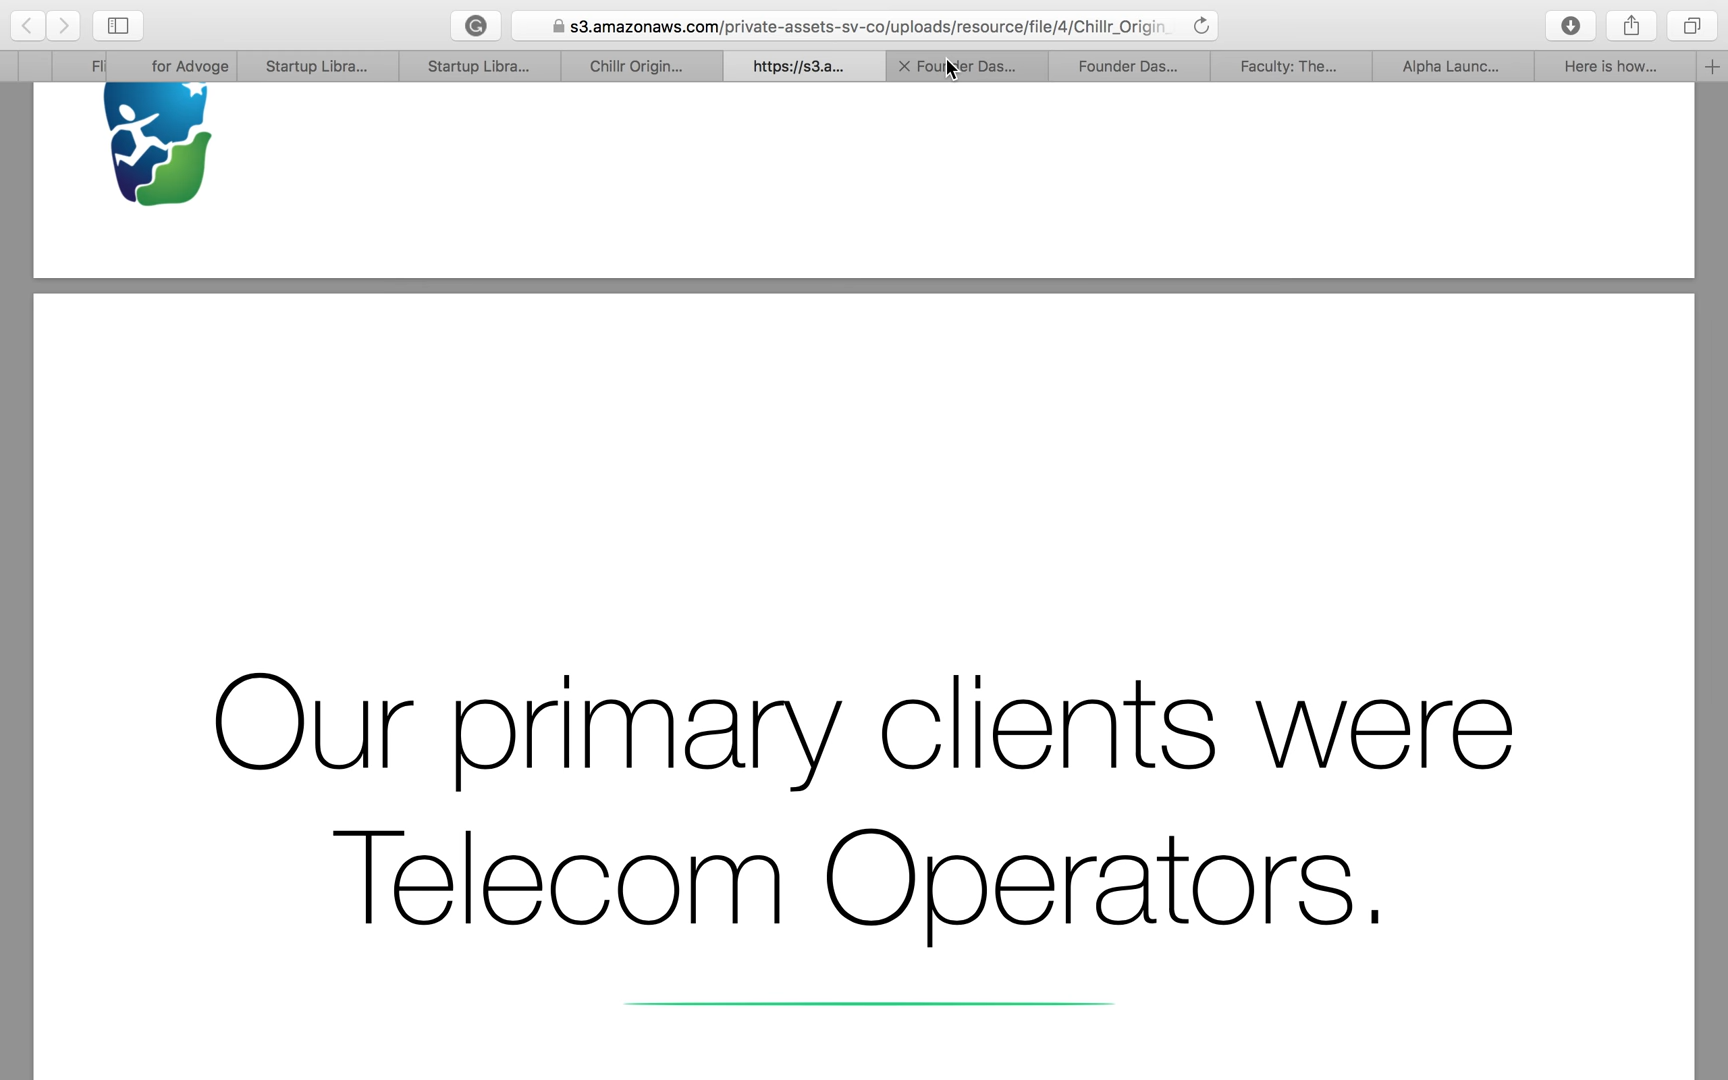 s3.amazonaws.com/private-assets-sv-co/uploads/resource/file/4/Chillr_Origin_
Fli
for Advoge
Startup Libra...
Startup Libra...
Chillr Origin...
https://s3.a...
Founder Das...
Founder Das...
Faculty: The...
Alpha Launc...
Here is how...
Our primary clients were
Telecom Operators.